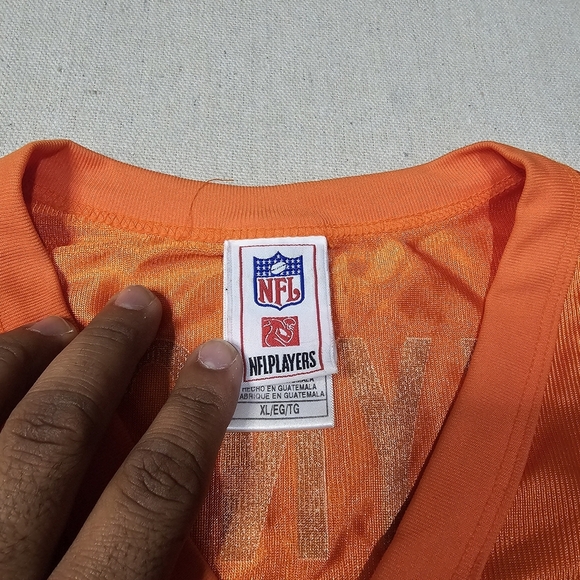 NFL
NFLPLAYERS
HECHO EN GUATEMALA
FABRIQUE EN GUATEMALA
XL/EG/TG